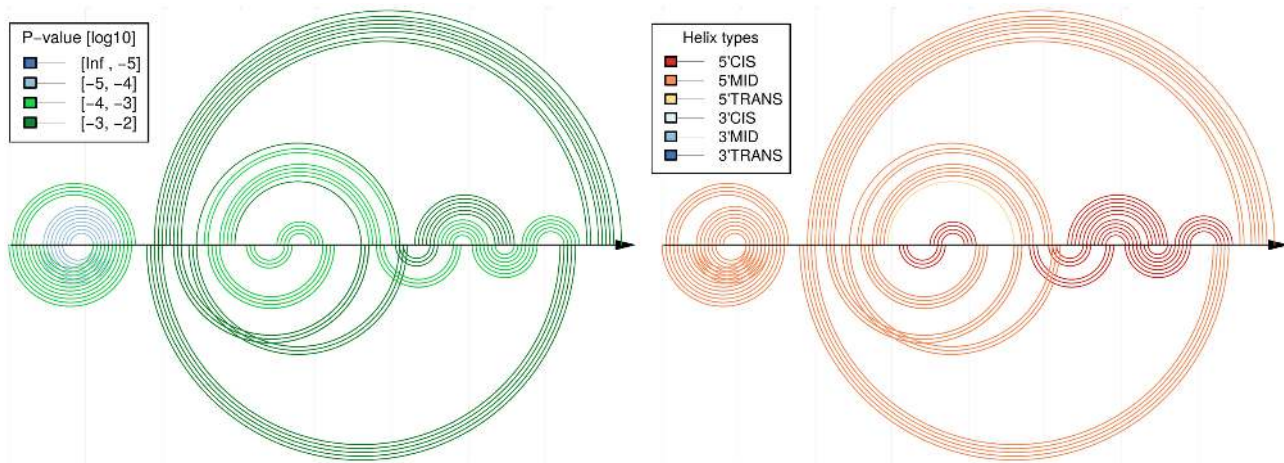 P-value [log10]
[Inf , -5]
[-5, -4]
[-4, -3]
[-3, -2]
Helix types
5'CIS
5'MID
5'TRANS
3'CIS
3'MID
3'TRANS